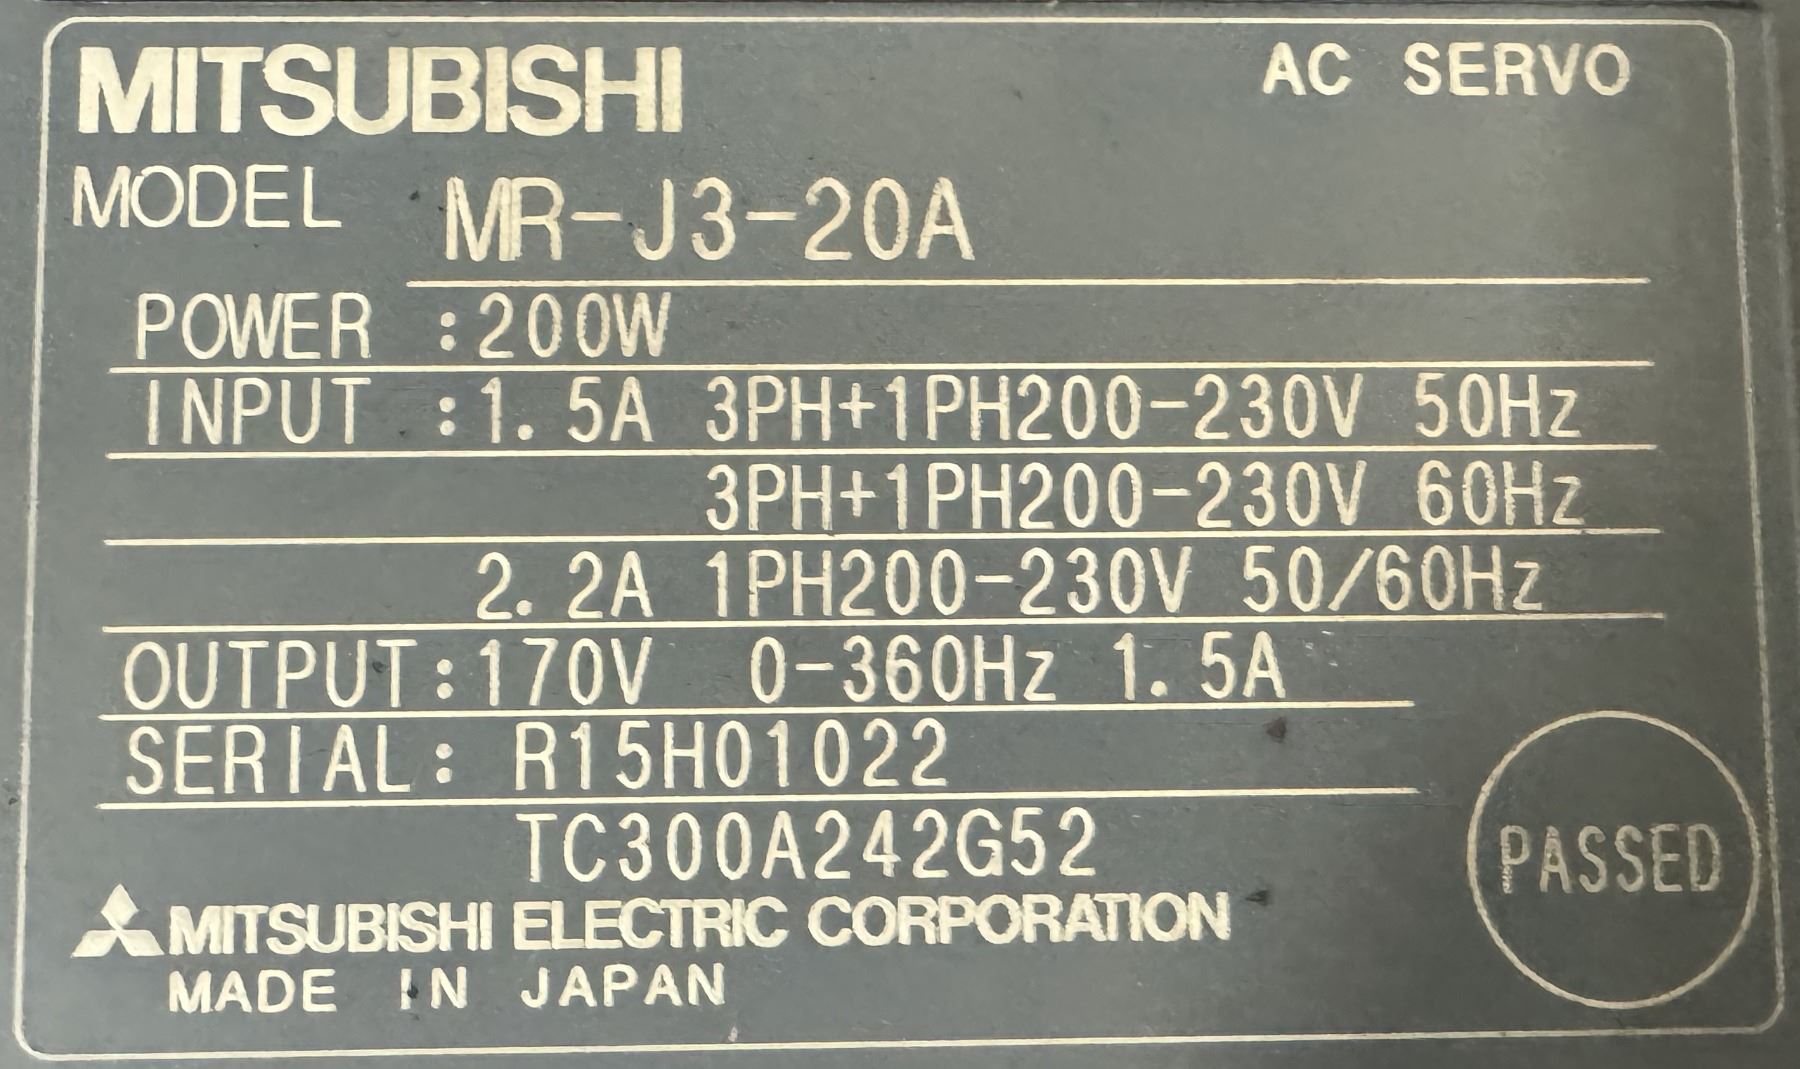 MITSUBISHI
AC SERVO
MODEL MR-J3-20A
POWER :200W
INPUT :1.5A 3PH+1PH200-230V 50Hz
3PH+1PH200-230V 60Hz
2.2A 1PH200-230V 50/60Hz
OUTPUT:170V 0-360Hz 1.5A
SERIAL: R15H01022
TC300A242G52
PASSED
MITSUBISHI ELECTRIC CORPORATION
MADE IN JAPAN